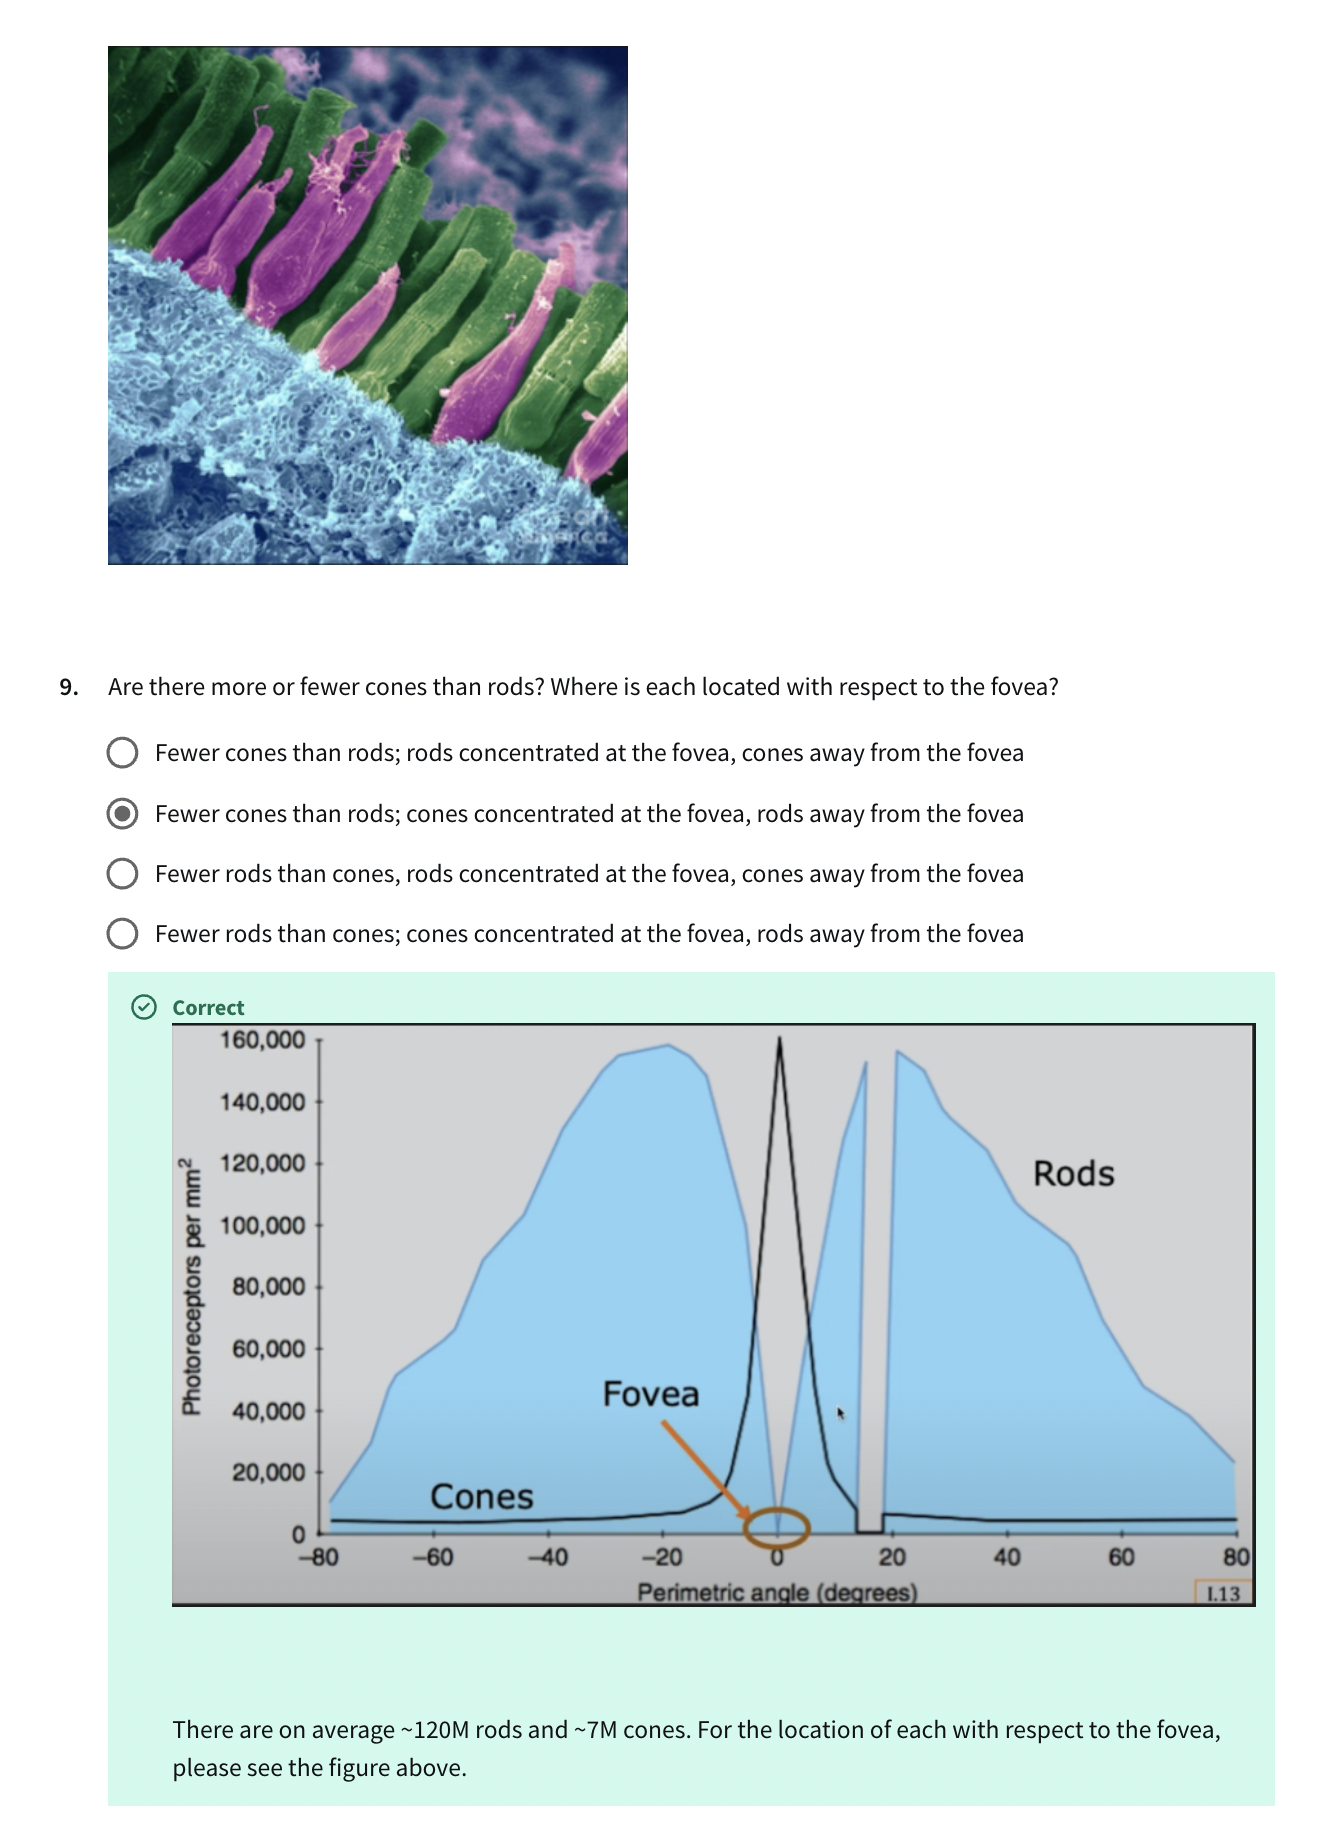 9. Are there more or fewer cones than rods? Where is each located with respect to the fovea?
Fewer cones than rods; rods concentrated at the fovea, cones away from the fovea
Fewer cones than rods; cones concentrated at the fovea, rods away from the fovea
Fewer rods than cones, rods concentrated at the fovea, cones away from the fovea
Fewer rods than cones; cones concentrated at the fovea, rods away from the fovea
Correct
160,000
140,000
120,000
100,000
80,000
60,000
40,000
20,000
0
Photoreceptors per mm²
Rods
Fovea
Cones
−80 −60 −40 −20 0 20 40 60 80
Perimetric angle (degrees)
I.13
There are on average ~120M rods and ~7M cones. For the location of each with respect to the fovea,
please see the figure above.